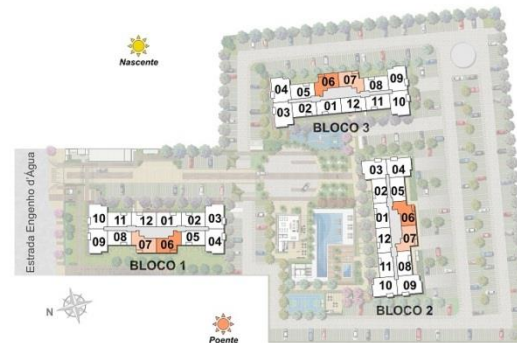 Nascente
04 05 06 07 08 09
03 02 01 12 11 10
BLOCO 3
Estrada Engenho d'Água
10 11 12 01 02 03
09 08 07 06 05 04
BLOCO 1
03 04
02 05
01 06
12 07
11 08
10 09
BLOCO 2
N
Poente